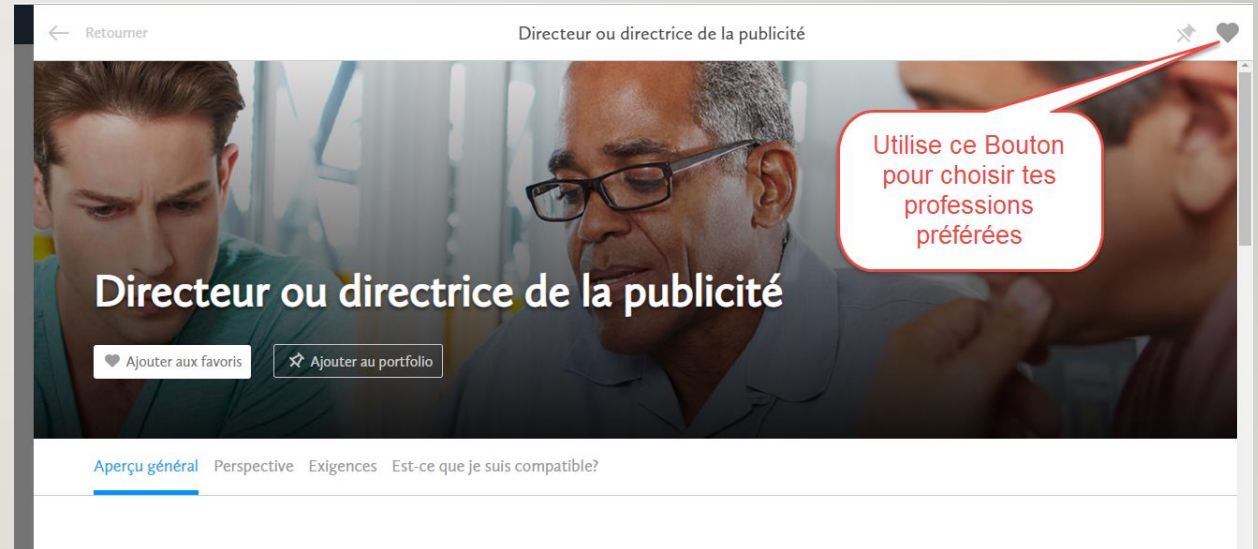 Retourner
Directeur ou directrice de la publicité
Utilise ce Bouton
pour choisir tes
professions
préférées
Directeur ou directrice de la publicité
Ajouter aux favoris
Ajouter au portfolio
Aperçu général Perspective Exigences Est-ce que je suis compatible?